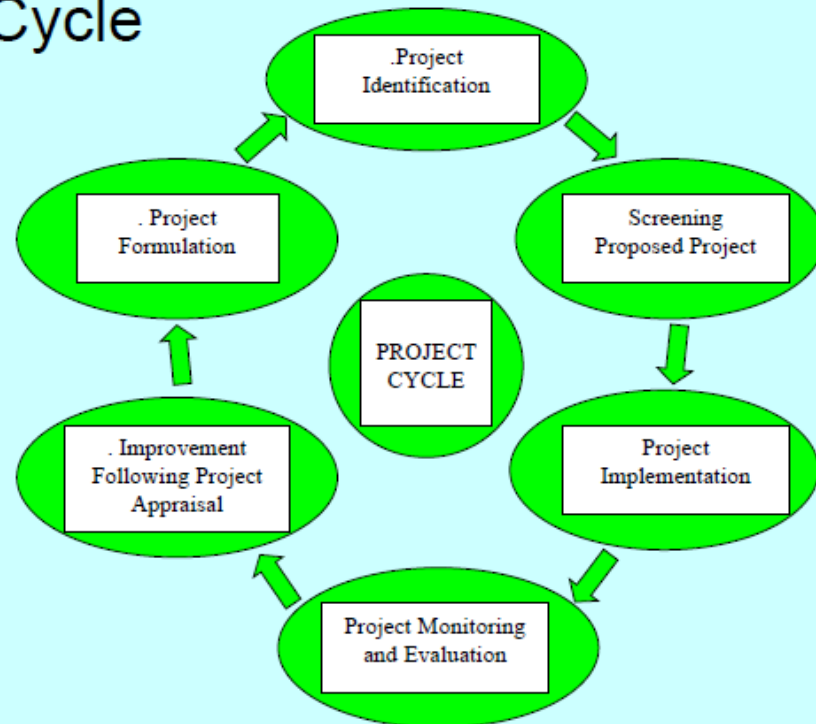 Cycle
.Project
Identification
Screening
Proposed Project
Project
Implementation
Project Monitoring
and Evaluation
. Improvement
Following Project
Appraisal
. Project
Formulation
PROJECT
CYCLE